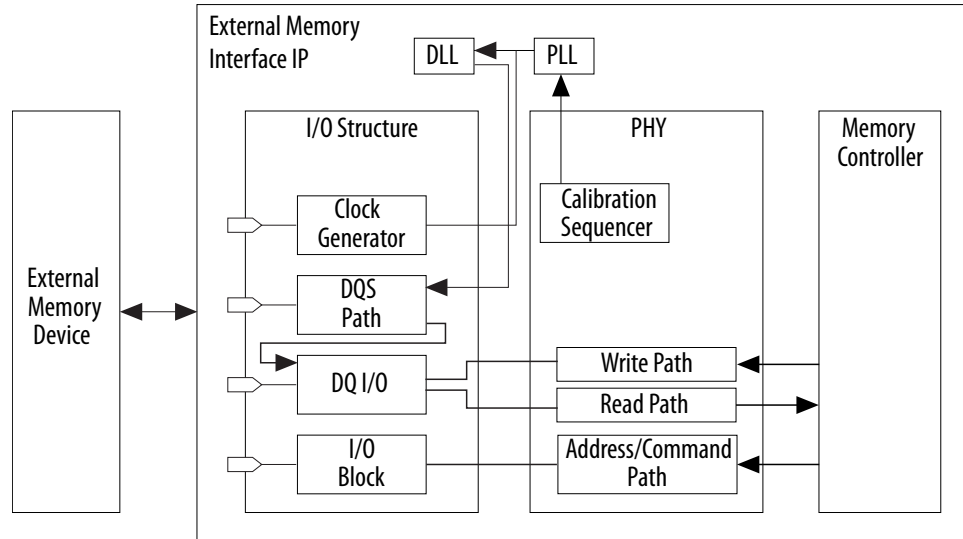 External Memory
Interface IP
DLL
PLL
I/O Structure
PHY
Memory
Controller
Clock
Generator
Calibration
Sequencer
External
Memory
Device
DQS
Path
DQ I/O
Write Path
Read Path
I/O
Block
Address/Command
Path